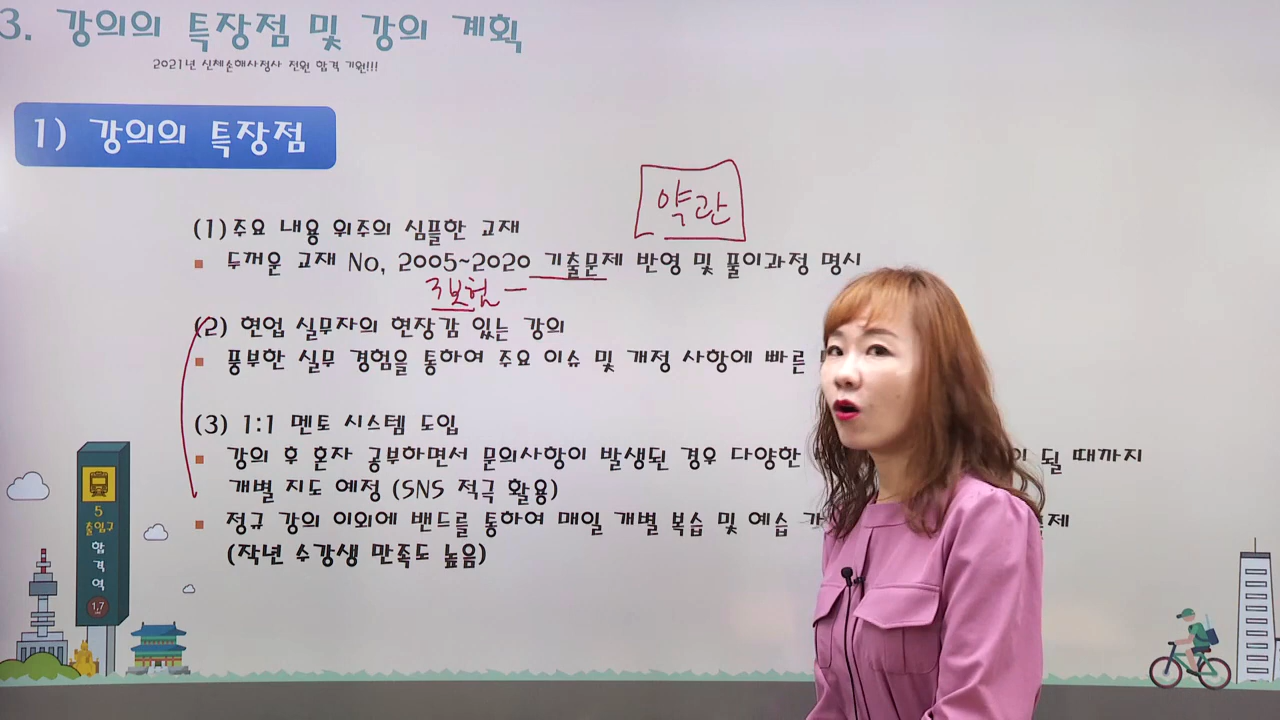 3. 강의의 특장점 및 강의 계획
2021년 신체손해사정사 전원 합격 기원!!!
1) 강의의 특장점
약관
(1)주요 내용 위주의 심플한 교재
두꺼운 교재 No, 2005~2020 기출문제 반영 및 풀이과정 명시
3보험 -
(2) 현업 실무자의 현장감 있는 강의
풍부한 실무 경험을 통하여 주요 이슈 및 개정 사항에 빠른
(3) 1:1 멘토 시스템 도입
강의 후 혼자 공부하면서 문의사항이 발생된 경우 다양한 될 때까지
개별 지도 예정 (SNS 적극 활용)
정규 강의 이외에 밴드를 통하여 매일 개별 복습 및 예습
(작년 수강생 만족도 높음)
5
출입구
합
격
역
1,7